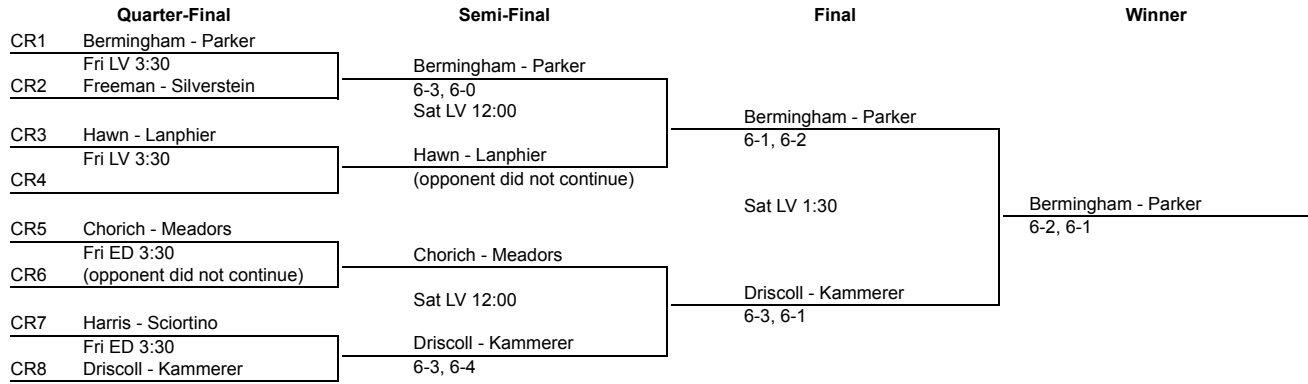 Quarter-Final Semi-Final Final Winner
CR1 Bermingham - Parker
Fri LV 3:30
CR2 Freeman - Silverstein
Bermingham - Parker
6-3, 6-0
Sat LV 12:00
CR3 Hawn - Lanphier
Fri LV 3:30
CR4
Hawn - Lanphier
(opponent did not continue)
Bermingham - Parker
6-1, 6-2
Sat LV 1:30
CR5 Chorich - Meadors
Fri ED 3:30
CR6 (opponent did not continue)
Chorich - Meadors
Sat LV 12:00
CR7 Harris - Sciortino
Fri ED 3:30
CR8 Driscoll - Kammerer
Driscoll - Kammerer
6-3, 6-4
Driscoll - Kammerer
6-3, 6-1
Bermingham - Parker
6-2, 6-1